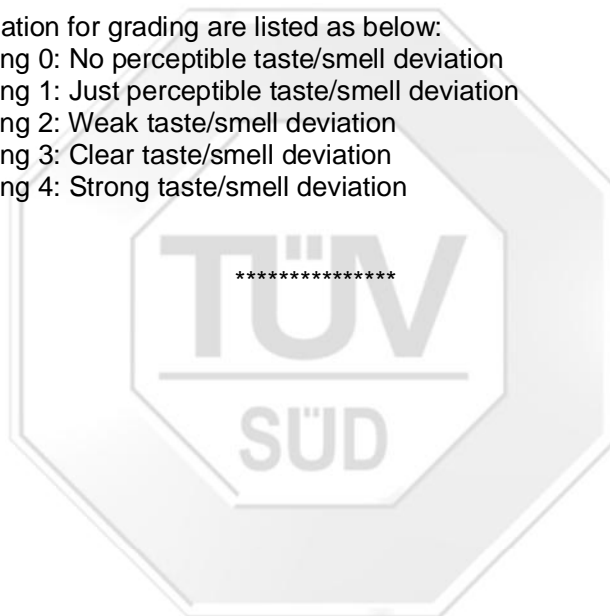 ation for grading are listed as below:
ng 0: No perceptible taste/smell deviation
ng 1: Just perceptible taste/smell deviation
ng 2: Weak taste/smell deviation
ng 3: Clear taste/smell deviation
ng 4: Strong taste/smell deviation
***************
TÜV
SÜD